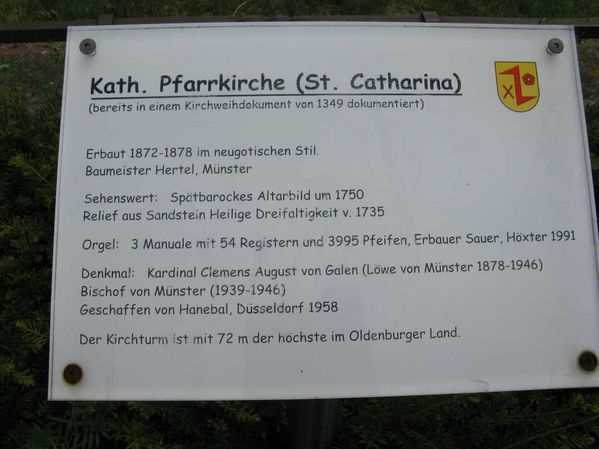 Kath. Pfarrkirche (St. Catharina)
(bereits in einem Kirchweihdokument von 1349 dokumentiert)
Erbaut 1872-1878 im neugotischen Stil.
Baumeister Hertel, Münster
Sehenswert: Spätbarockes Altarbild um 1750
Relief aus Sandstein Heilige Dreifaltigkeit v. 1735
Orgel: 3 Manuale mit 54 Registern und 3995 Pfeifen, Erbauer Sauer, Höxter 1991
Denkmal: Kardinal Clemens August von Galen (Löwe von Münster 1878-1946)
Bischof von Münster (1939-1946)
Geschaffen von Hanebal, Düsseldorf 1958
Der Kirchturm ist mit 72 m der höchste im Oldenburger Land.